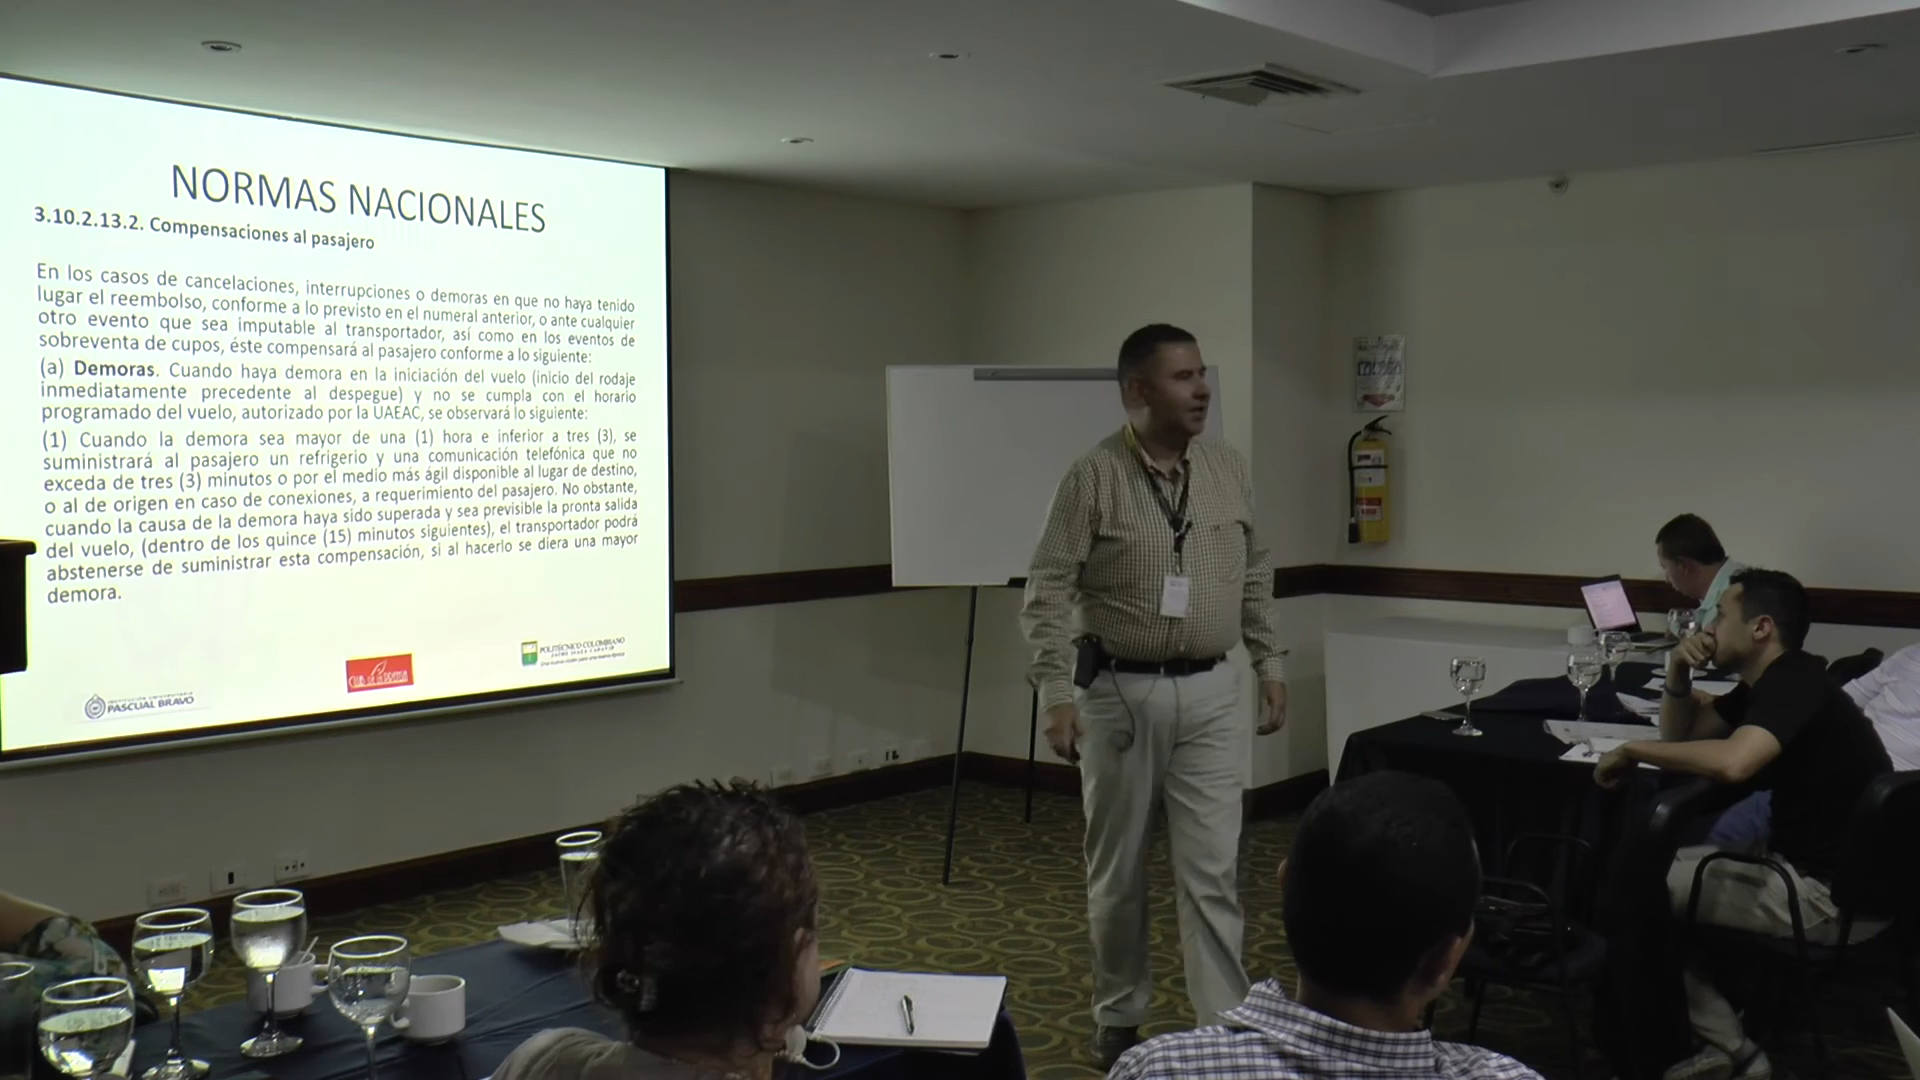 NORMAS NACIONALES
3.10.2.13.2. Compensaciones al pasajero
En los casos de cancelaciones, interrupciones o demoras en que no haya tenido
lugar el reembolso, conforme a lo previsto en el numeral anterior, o ante cualquier
otro evento que sea imputable al transportador, así como en los eventos de
sobreventa de cupos, éste compensará al pasajero conforme a lo siguiente:
(a) Demoras. Cuando haya demora en la iniciación del vuelo (inicio del rodaje
inmediatamente precedente al despegue) y no se cumpla con el horario
programado del vuelo, autorizado por la UAEAC, se observará lo siguiente:
(1) Cuando la demora sea mayor de una (1) hora e inferior a tres (3), se
suministrará al pasajero un refrigerio y una comunicación telefónica que no
exceda de tres (3) minutos o por el medio más ágil disponible al lugar de destino,
o al de origen en caso de conexiones, a requerimiento del pasajero. No obstante,
cuando la causa de la demora haya sido superada y sea previsible la pronta salida
del vuelo, (dentro de los quince (15) minutos siguientes), el transportador podrá
abstenerse de suministrar esta compensación, si al hacerlo se diera una mayor
demora.
INSTITUCIÓN UNIVERSITARIA
PASCUAL BRAVO
CLUB DE LA PRENSA
POLITÉCNICO COLOMBIANO
JAIME ISAZA CADAVID